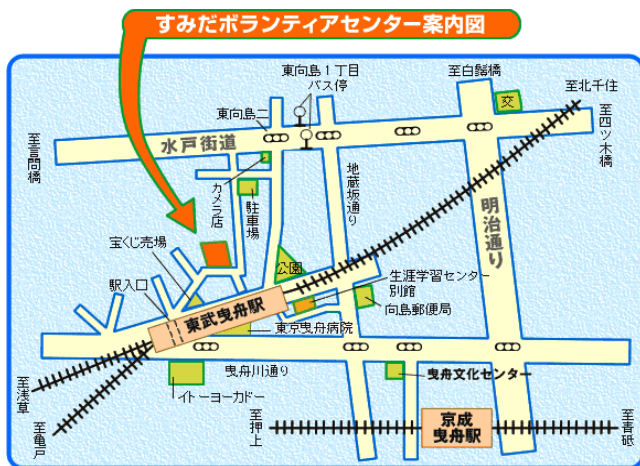 すみだボランティアセンター案内図
東向島1丁目
バス停
至白鬚橋
至北千住
交
東向島二
至四ツ木橋
水戸街道
至言問橋
カメラ店
駐車場
地蔵坂通り
明治通り
宝くじ売場
公園
生涯学習センター
別館
駅入口
東武曳舟駅
向島郵便局
東京曳舟病院
曳舟川通り
曳舟文化センター
至浅草
イトーヨーカドー
至亀戸
至押上
京成
曳舟駅
至青砥